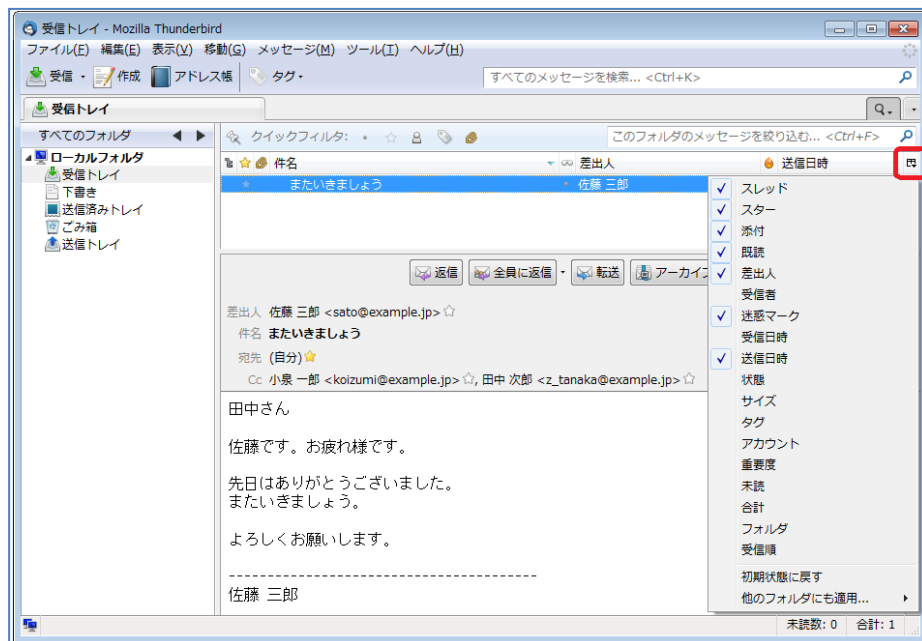 受信トレイ - Mozilla Thunderbird
ファイル(F) 編集(E) 表示(V) 移動(G) メッセージ(M) ツール(T) ヘルプ(H)
受信 作成 アドレス帳 タグ すべてのメッセージを検索... <Ctrl+K>
受信トレイ
すべてのフォルダ クイックフィルタ: このフォルダのメッセージを絞り込む... <Ctrl+F>
ローカルフォルダ
受信トレイ
下書き
送信済みトレイ
ごみ箱
送信トレイ
件名 差出人 送信日時
またいきましょう 佐藤 三郎
返信 全員に返信 転送 アーカイブ
差出人 佐藤 三郎 <sato@example.jp>
件名 またいきましょう
宛先 (自分)
Cc 小泉 一郎 <koizumi@example.jp>, 田中 次郎 <z_tanaka@example.jp>
田中さん
佐藤です。お疲れ様です。
先日はありがとうございました。
またいきましょう。
よろしくお願いします。
----------------------------------------
佐藤 三郎
スレッド
スター
添付
既読
差出人
受信者
迷惑マーク
受信日時
送信日時
状態
サイズ
タグ
アカウント
重要度
未読
合計
フォルダ
受信順
初期状態に戻す
他のフォルダにも適用...
未読数: 0 合計: 1